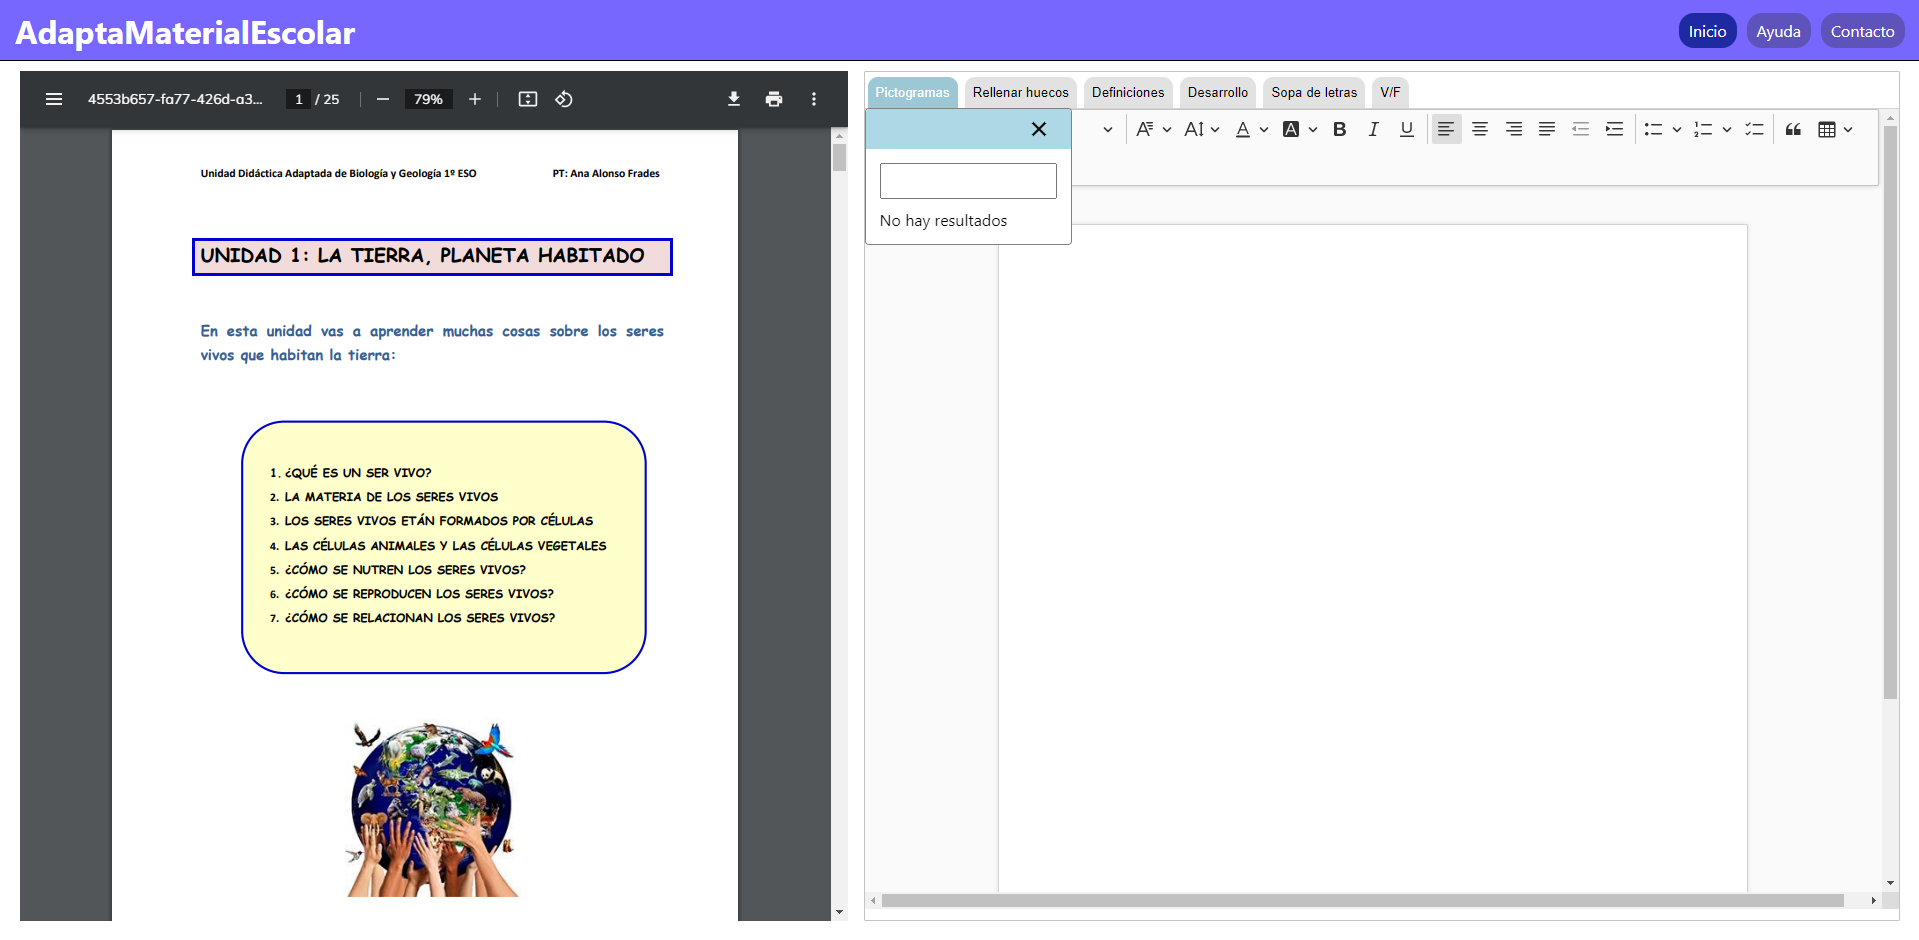 AdaptaMaterialEscolar
Inicio
Ayuda
Contacto
4553b657-fa77-426d-a3...
1 / 25
79%
Unidad Didáctica Adaptada de Biología y Geología 1º ESO
PT: Ana Alonso Frades
UNIDAD 1: LA TIERRA, PLANETA HABITADO
En esta unidad vas a aprender muchas cosas sobre los seres
vivos que habitan la tierra:
1. ¿QUÉ ES UN SER VIVO?
2. LA MATERIA DE LOS SERES VIVOS
3. LOS SERES VIVOS ETÁN FORMADOS POR CÉLULAS
4. LAS CÉLULAS ANIMALES Y LAS CÉLULAS VEGETALES
5. ¿CÓMO SE NUTREN LOS SERES VIVOS?
6. ¿CÓMO SE REPRODUCEN LOS SERES VIVOS?
7. ¿CÓMO SE RELACIONAN LOS SERES VIVOS?
Pictogramas
Rellenar huecos
Definiciones
Desarrollo
Sopa de letras
V/F
No hay resultados